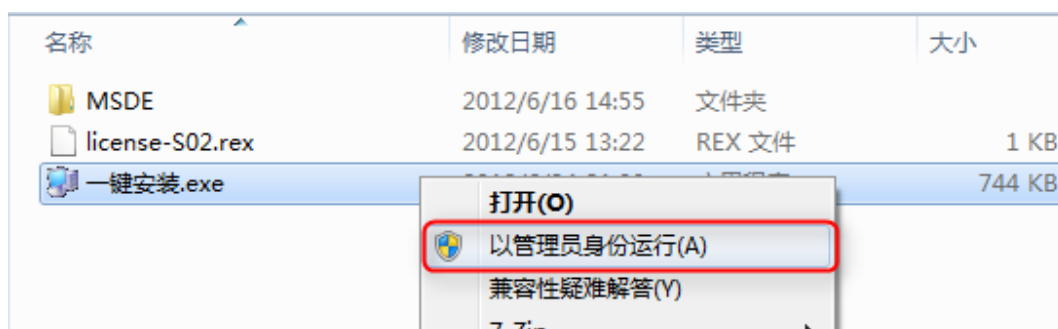 名称 修改日期 类型 大小
MSDE 2012/6/16 14:55 文件夹
license-S02.rex 2012/6/15 13:22 REX 文件 1 KB
一键安装.exe 744 KB
打开(O)
以管理员身份运行(A)
兼容性疑难解答(Y)
7-Zip